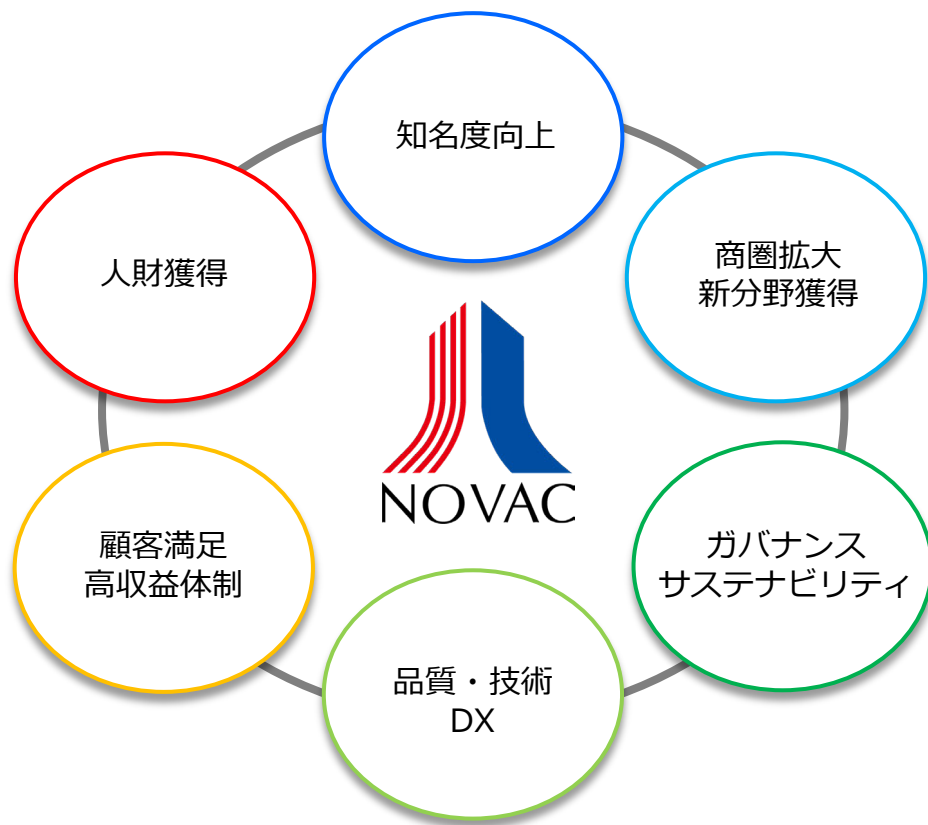 知名度向上
商圏拡大
新分野獲得
人財獲得
NOVAC
顧客満足
高収益体制
ガバナンス
サステナビリティ
品質・技術
DX